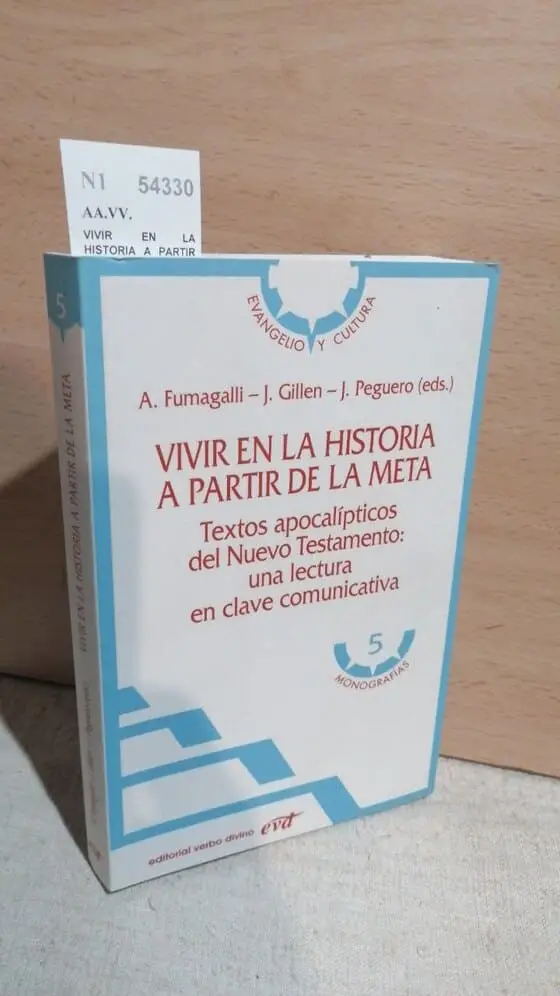 N1 54330
AA.VV.
VIVIR EN LA
HISTORIA A PARTIR
5
VIVIR EN LA HISTORIA A PARTIR DE LA META
evd
EVANGELIO Y CULTURA
A. Fumagalli – J. Gillen – J. Peguero (eds.)
VIVIR EN LA HISTORIA
A PARTIR DE LA META
Textos apocalípticos
del Nuevo Testamento:
una lectura
en clave comunicativa
5
MONOGRAFÍAS
editorial verbo divino evd